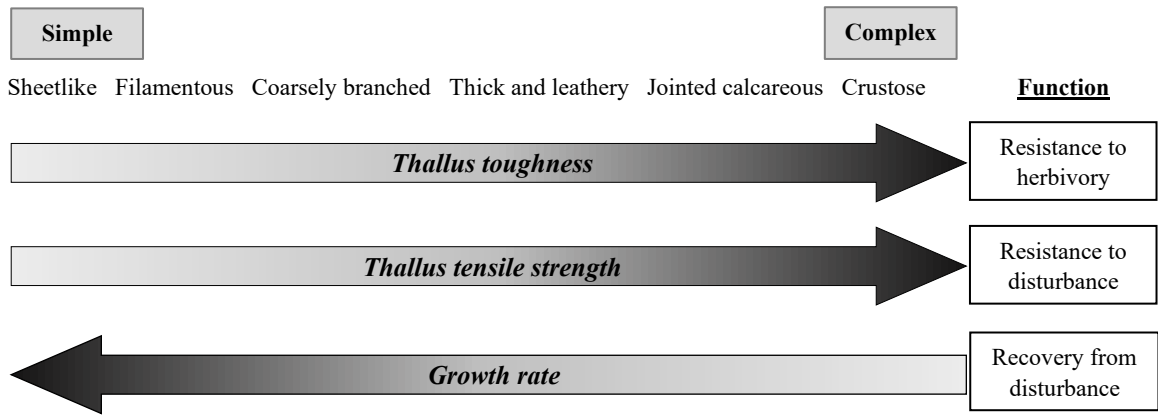 Simple
Complex
Sheetlike Filamentous Coarsely branched Thick and leathery Jointed calcareous Crustose Function
Thallus toughness
Resistance to
herbivory
Thallus tensile strength
Resistance to
disturbance
Growth rate
Recovery from
disturbance